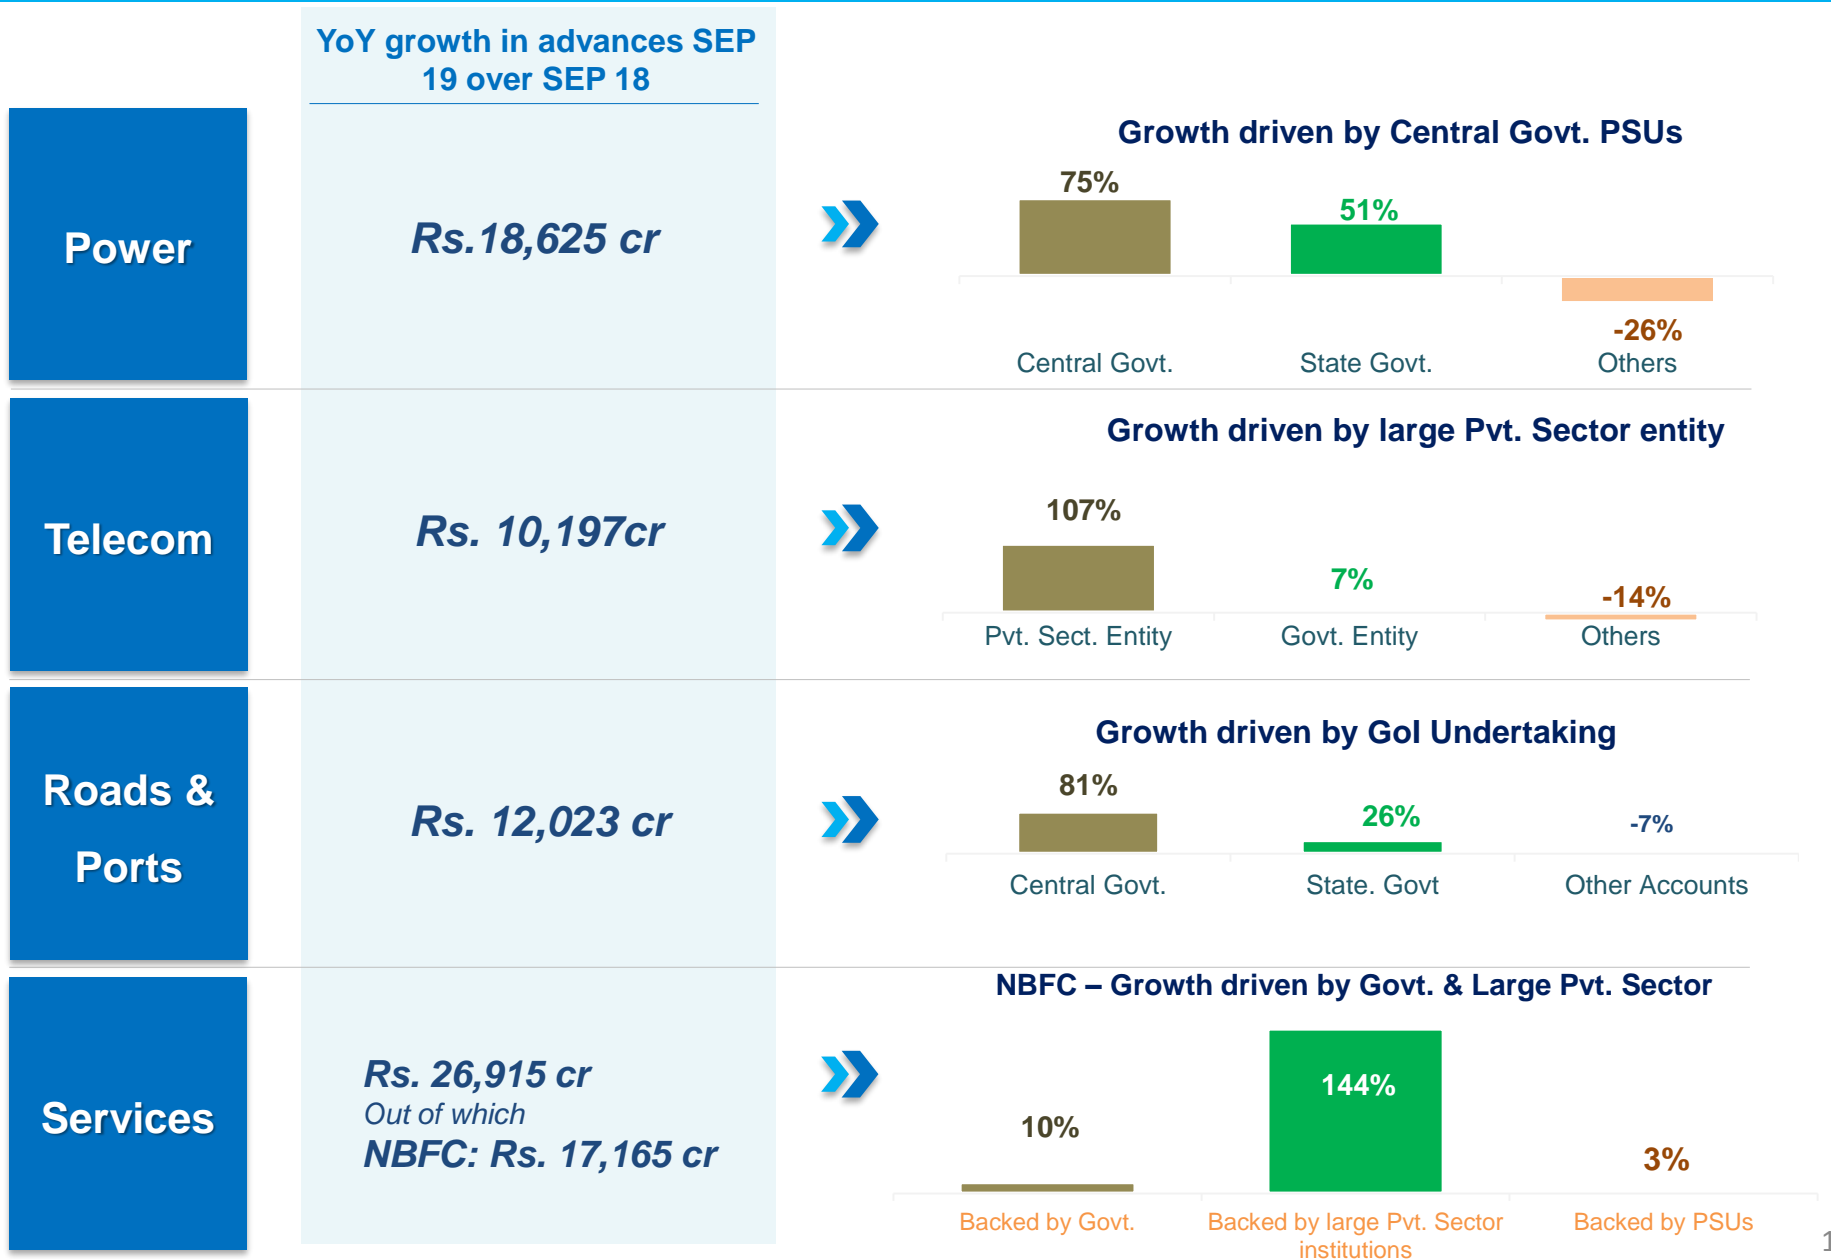 YoY growth in advances SEP
19 over SEP 18
Power
Rs.18,625 cr
Growth driven by Central Govt. PSUs
75%
51%
-26%
Central Govt.
State Govt.
Others
Telecom
Rs. 10,197cr
Growth driven by large Pvt. Sector entity
107%
7%
-14%
Pvt. Sect. Entity
Govt. Entity
Others
Roads &
Ports
Rs. 12,023 cr
Growth driven by GoI Undertaking
81%
26%
-7%
Central Govt.
State. Govt
Other Accounts
Services
Rs. 26,915 cr
Out of which
NBFC: Rs. 17,165 cr
NBFC – Growth driven by Govt. & Large Pvt. Sector
10%
144%
3%
Backed by Govt.
Backed by large Pvt. Sector
institutions
Backed by PSUs